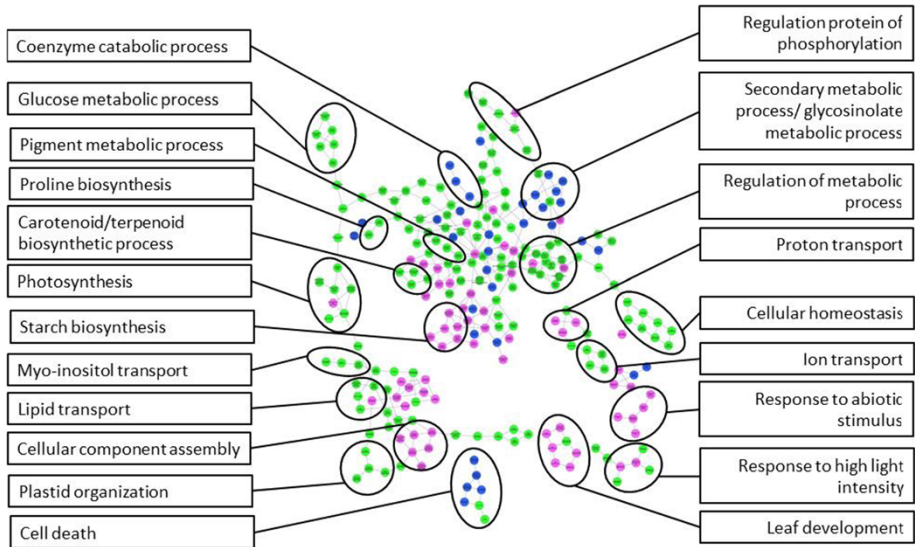 Coenzyme catabolic process
Glucose metabolic process
Pigment metabolic process
Proline biosynthesis
Carotenoid/terpenoid
biosynthetic process
Photosynthesis
Starch biosynthesis
Myo-inositol transport
Lipid transport
Cellular component assembly
Plastid organization
Cell death
Regulation protein of
phosphorylation
Secondary metabolic
process/ glycosinolate
metabolic process
Regulation of metabolic
process
Proton transport
Cellular homeostasis
Ion transport
Response to abiotic
stimulus
Response to high light
intensity
Leaf development